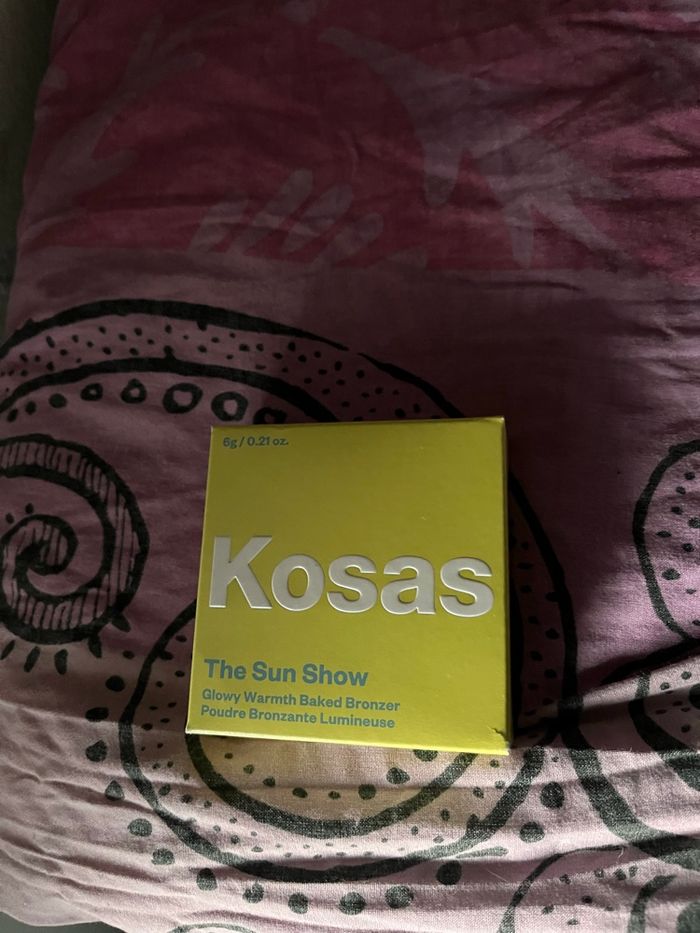 6g / 0.21 oz.
Kosas
The Sun Show
Glowy Warmth Baked Bronzer
Poudre Bronzante Lumineuse